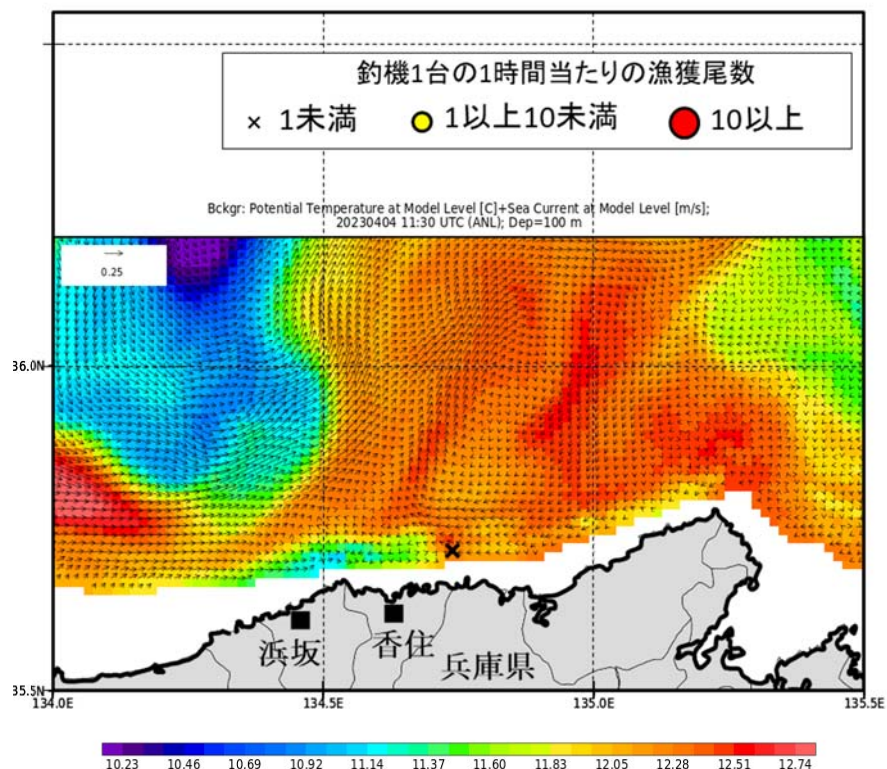 釣機1台の1時間当たりの漁獲尾数
× 1未満 1以上10未満 10以上
Bckgr: Potential Temperature at Model Level [C]+Sea Current at Model Level [m/s];
20230404 11:30 UTC (ANL); Dep=100 m
0.25
36.0N
浜坂
香住
兵庫県
35.5N
134.0E 134.5E 135.0E 135.5E
10.23 10.46 10.69 10.92 11.14 11.37 11.60 11.83 12.05 12.28 12.51 12.74